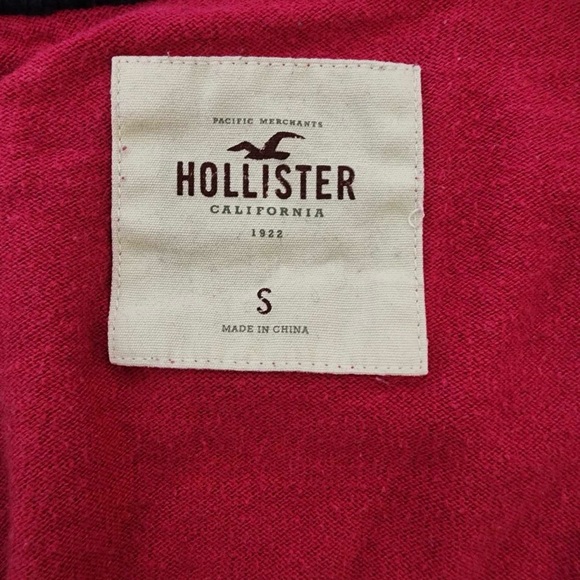 PACIFIC MERCHANTS
HOLLISTER
CALIFORNIA
1922
S
MADE IN CHINA